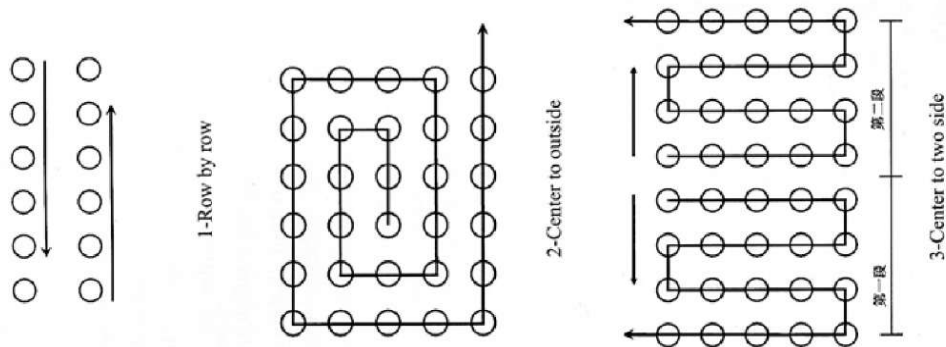 1-Row by row
2-Center to outside
第二段
第一段
3-Center to two side